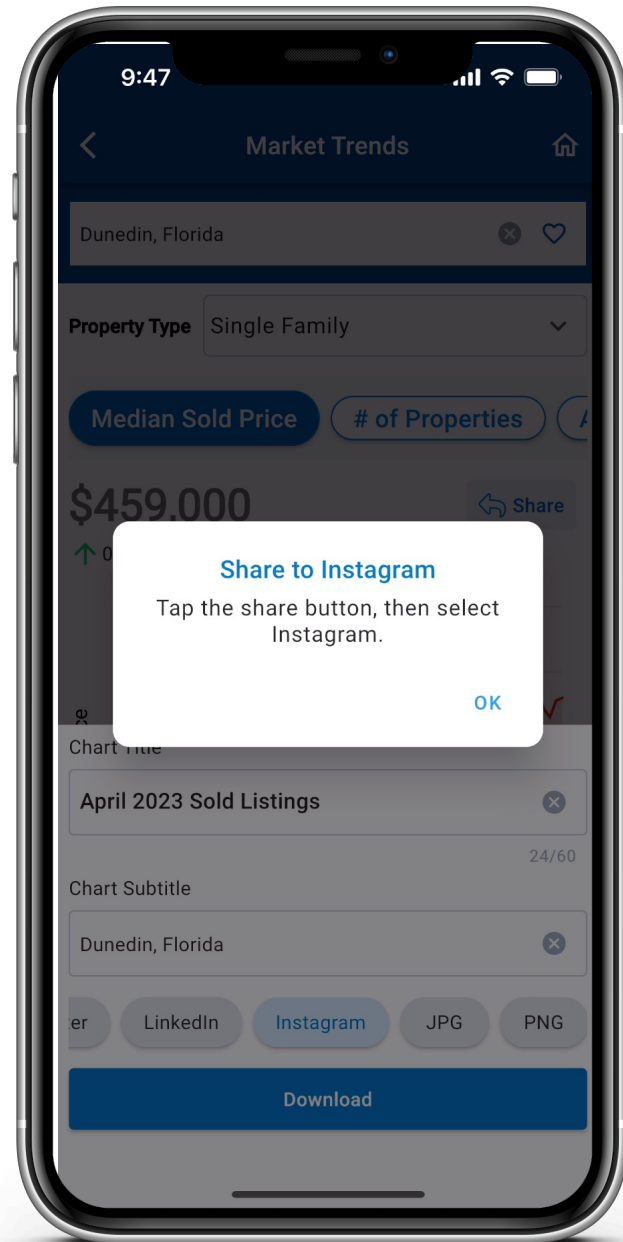 9:47
Market Trends
Dunedin, Florida
Property Type
Single Family
Median Sold Price
# of Properties
$459,000
Share
0
Share to Instagram
Tap the share button, then select
Instagram.
OK
Chart Title
April 2023 Sold Listings
24/60
Chart Subtitle
Dunedin, Florida
LinkedIn
Instagram
JPG
PNG
Download